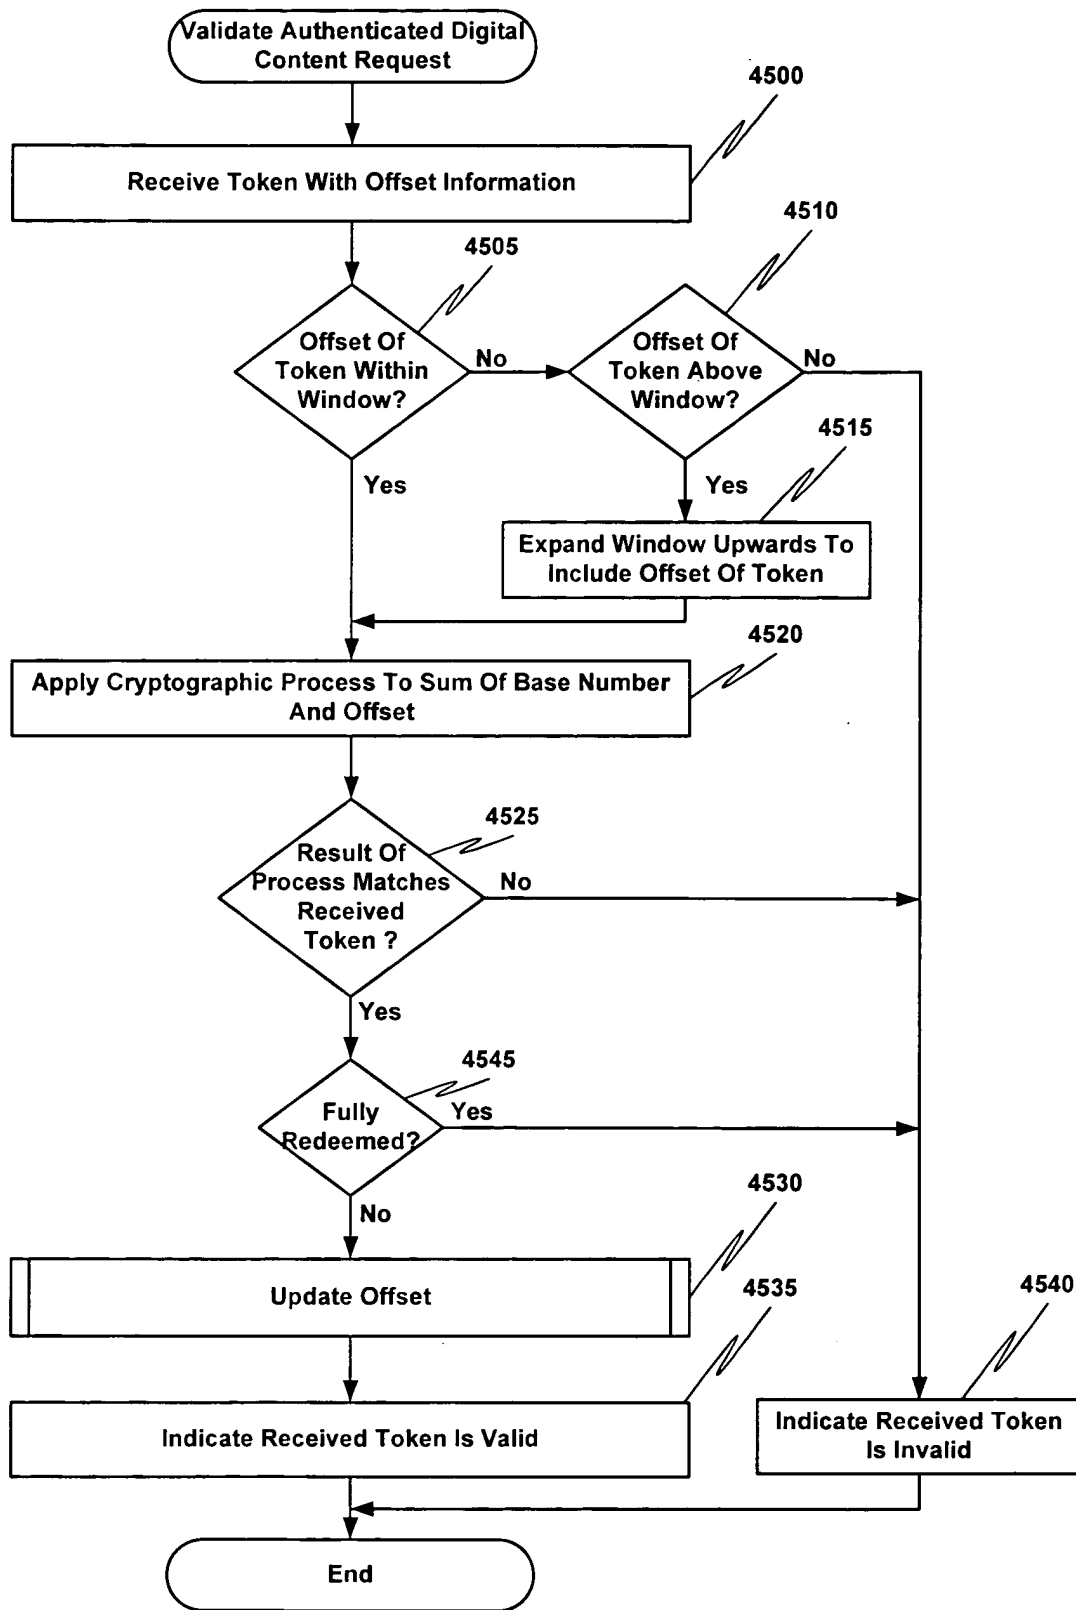 Validate Authenticated Digital
Content Request
4500
Receive Token With Offset Information
4505
4510
Offset Of
Token Within
Window?
No
Offset Of
Token Above
Window?
No
Yes
Yes
4515
Expand Window Upwards To
Include Offset Of Token
4520
Apply Cryptographic Process To Sum Of Base Number
And Offset
4525
Result Of
Process Matches
Received
Token ?
No
Yes
4545
Fully
Redeemed?
Yes
No
4530
Update Offset
4535
4540
Indicate Received Token Is Valid
Indicate Received Token
Is Invalid
End